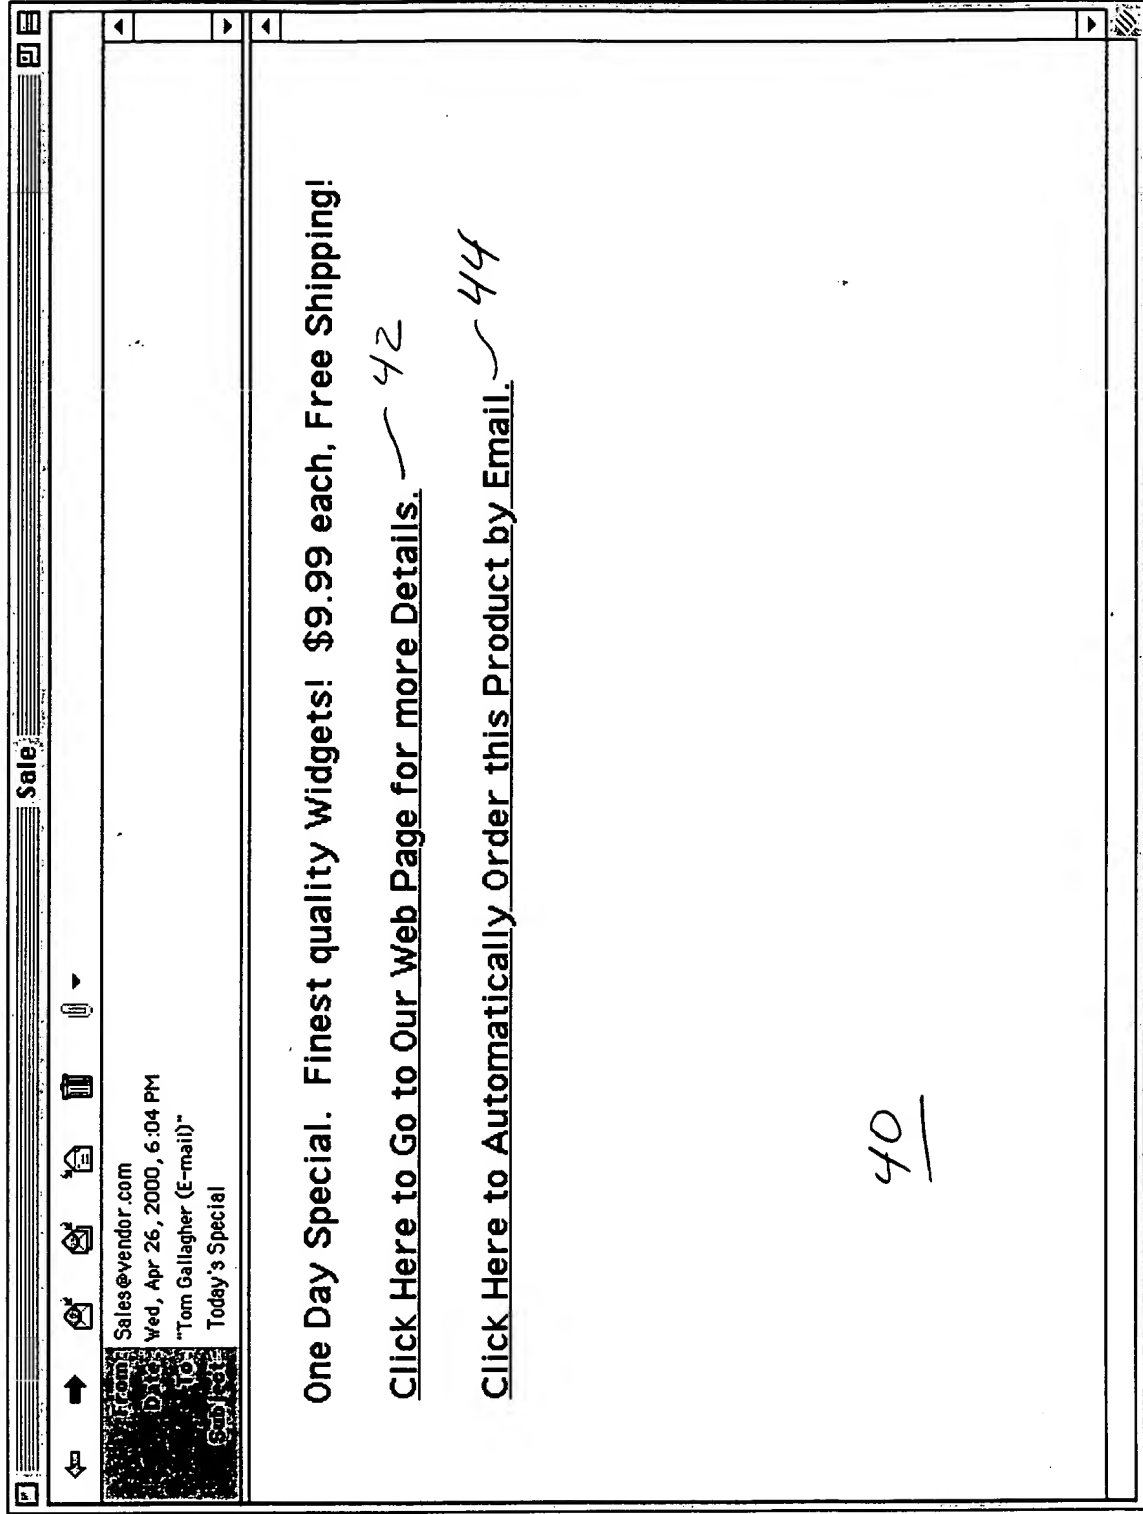 Sale
From: Sales@vendor.com
Date: Wed, Apr 26, 2000, 6:04 PM
To: "Tom Gallagher (E-mail)"
Subject: Today's Special
One Day Special. Finest quality Widgets! $9.99 each, Free Shipping!
Click Here to Go to Our Web Page for more Details. 42
Click Here to Automatically Order this Product by Email. 44
40